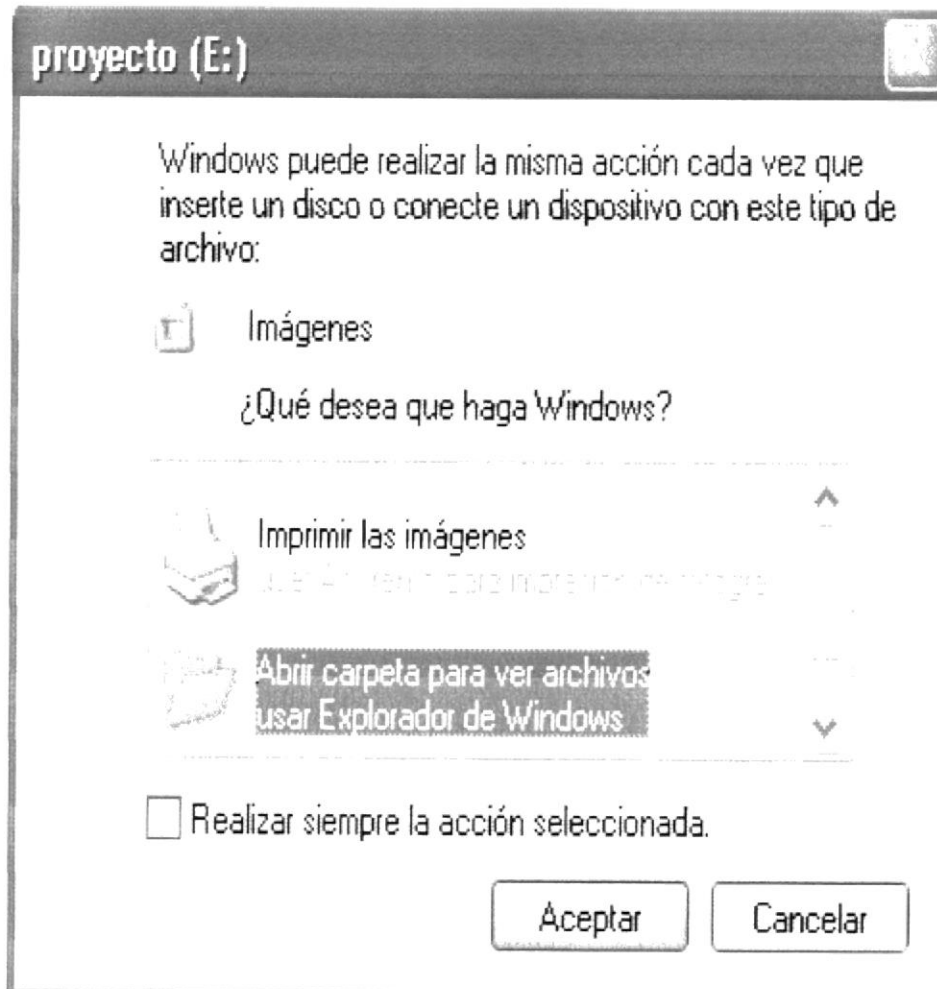 proyecto (E:)
Windows puede realizar la misma acción cada vez que
inserte un disco o conecte un dispositivo con este tipo de
archivo:
Imágenes
¿Qué desea que haga Windows?
Imprimir las imágenes
Abrir carpeta para ver archivos
usar Explorador de Windows
Realizar siempre la acción seleccionada.
Aceptar
Cancelar